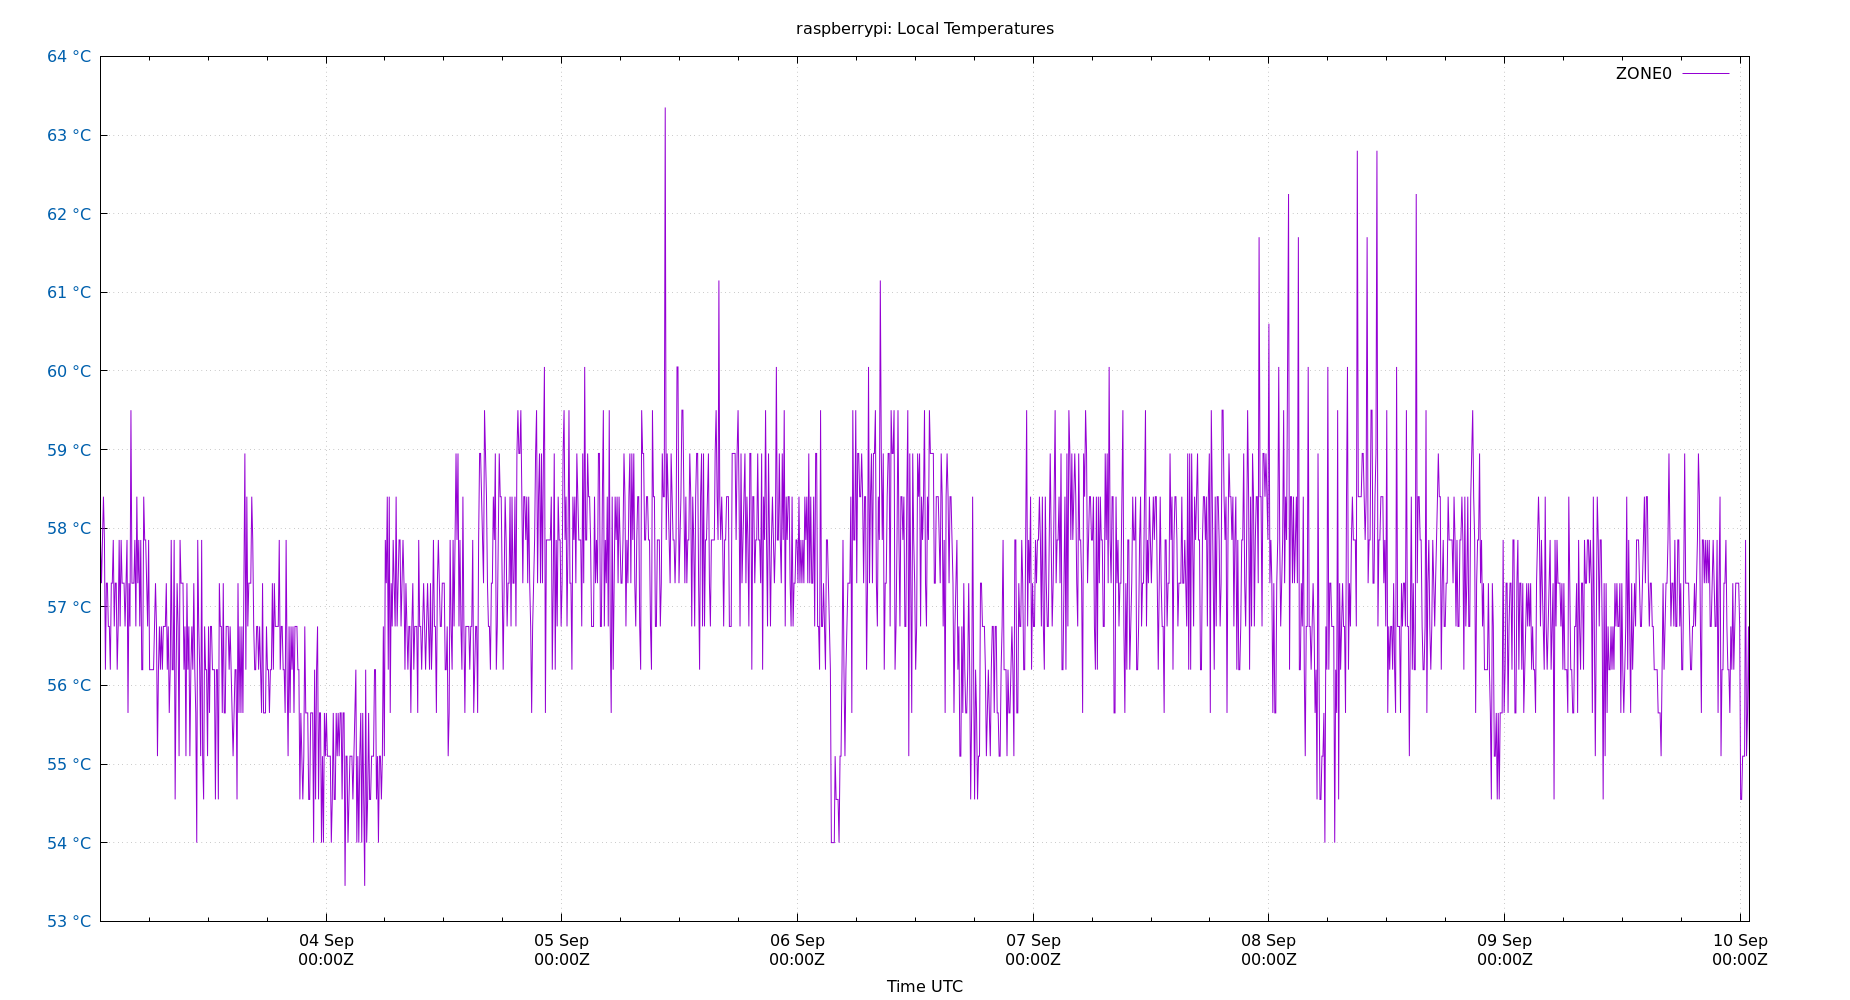 raspberrypi: Local Temperatures
64 °C
ZONE0
63 °C
62 °C
61 °C
60 °C
59 °C
58 °C
57 °C
56 °C
55 °C
54 °C
53 °C
04 Sep 05 Sep 06 Sep 07 Sep 08 Sep 09 Sep 10 Sep
00:00Z 00:00Z 00:00Z 00:00Z 00:00Z 00:00Z 00:00Z
Time UTC